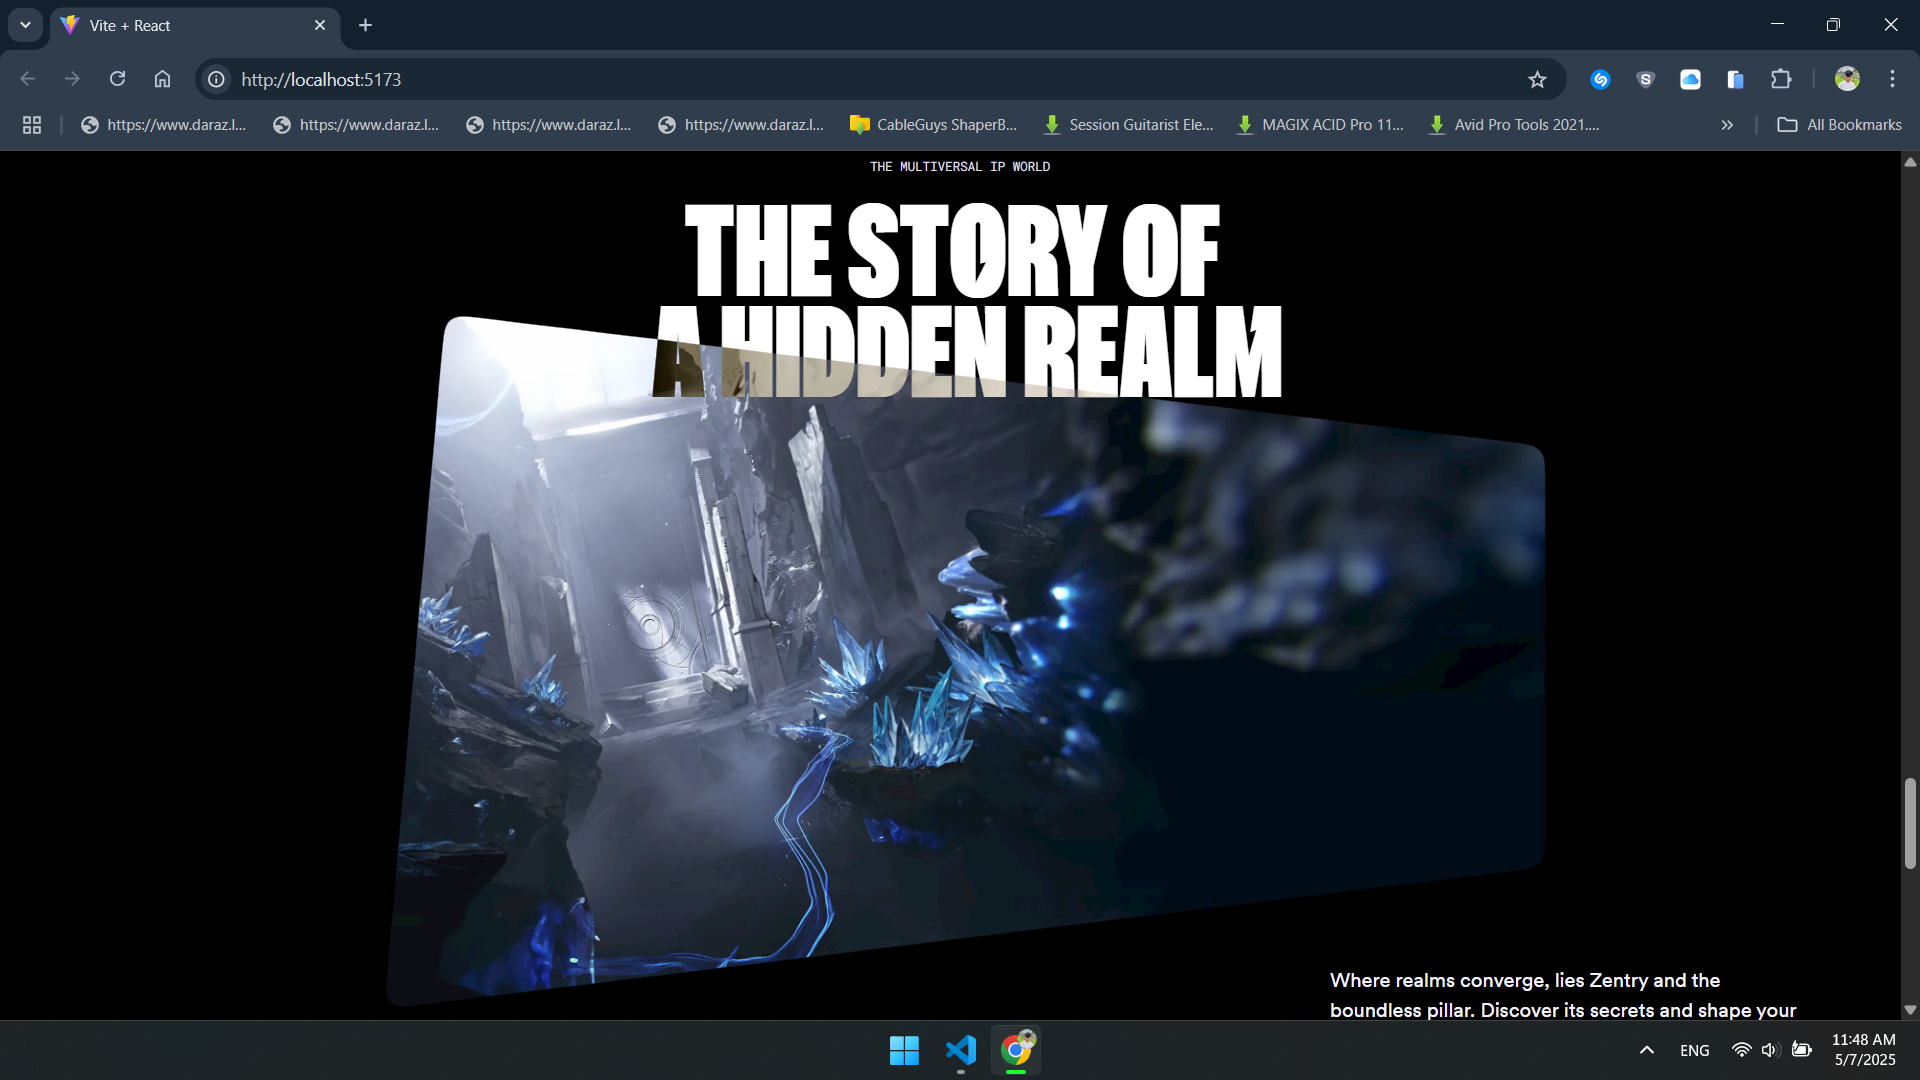 Vite + React
http://localhost:5173
https://www.daraz.l...
https://www.daraz.l...
https://www.daraz.l...
https://www.daraz.l...
CableGuys ShaperB...
Session Guitarist Ele...
MAGIX ACID Pro 11...
Avid Pro Tools 2021....
All Bookmarks
THE MULTIVERSAL IP WORLD
THE STORY OF
A HIDDEN REALM
Where realms converge, lies Zentry and the
boundless pillar. Discover its secrets and shape your
ENG
11:48 AM
5/7/2025